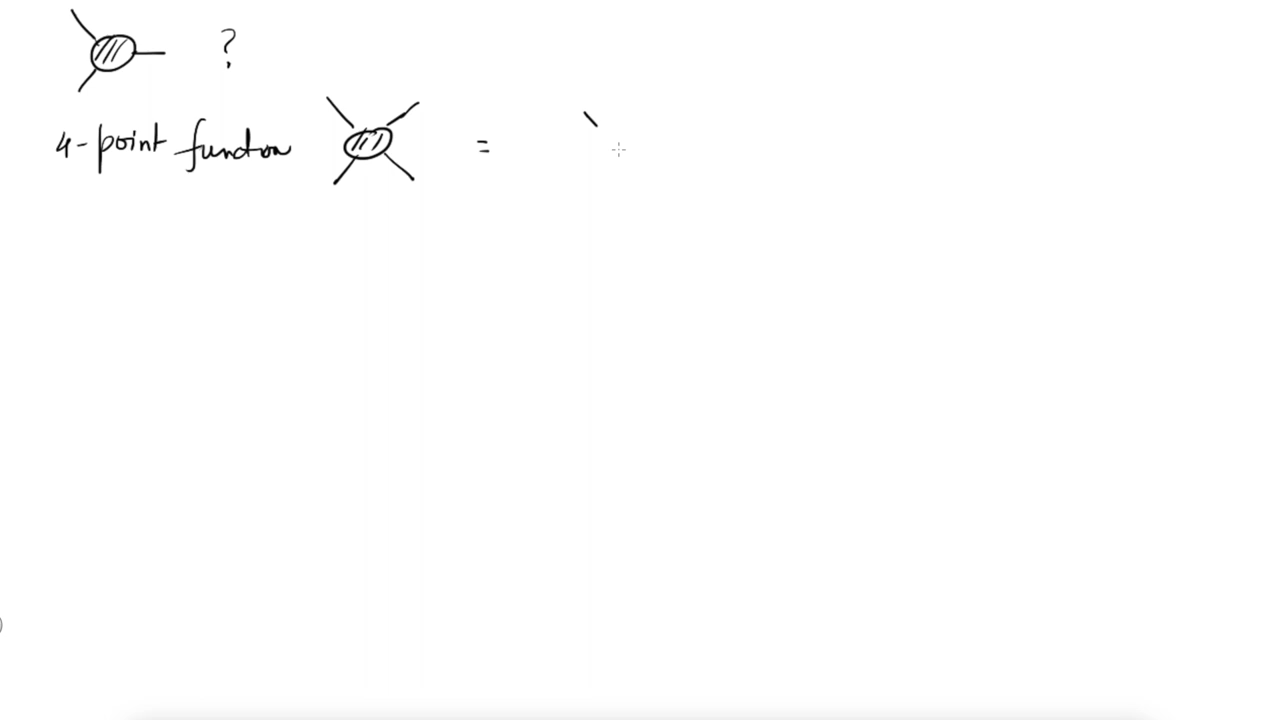 ?
4-point function =